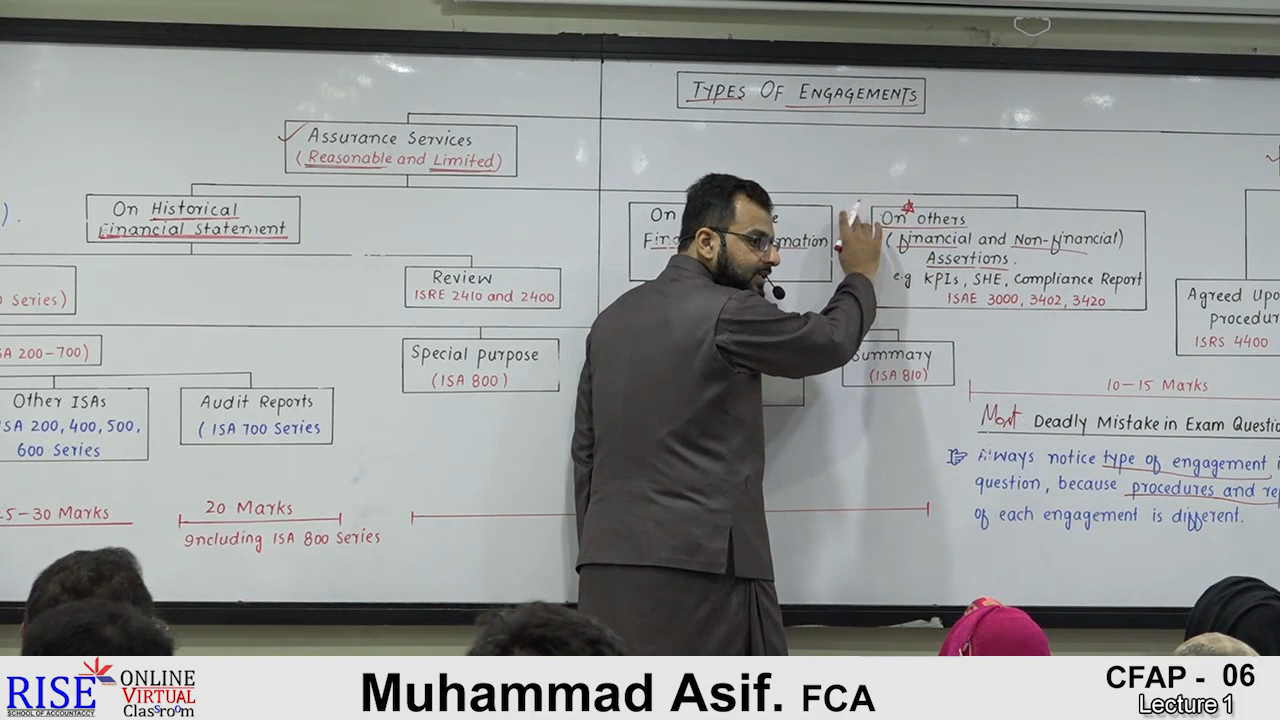 TYPES OF ENGAGEMENTS
Assurance Services
(Reasonable and Limited)
).
On Historical
Financial Statement
On
On others
(financial and Non-financial)
Assertions.
e.g KPIs, SHE, Compliance Report
ISAE 3000, 3402, 3420
Series)
Review
ISRE 2410 and 2400
Agreed Upo
procedur
ISRS 4400
SA 200-700)
Special purpose
(ISA 800)
Summary
(ISA 810)
Other ISAs
ISA 200, 400, 500,
600 Series
Audit Reports
(ISA 700 Series
10-15 Marks
Most Deadly Mistake in Exam Questio
Always notice type of engagement i
question, because procedures and re
of each engagement is different.
5-30 Marks
20 Marks
Including ISA 800 Series
RISE
SCHOOL OF ACCOUNTANCY
ONLINE
VIRTUAL
Classroom
Muhammad Asif. FCA
CFAP - 06
Lecture 1